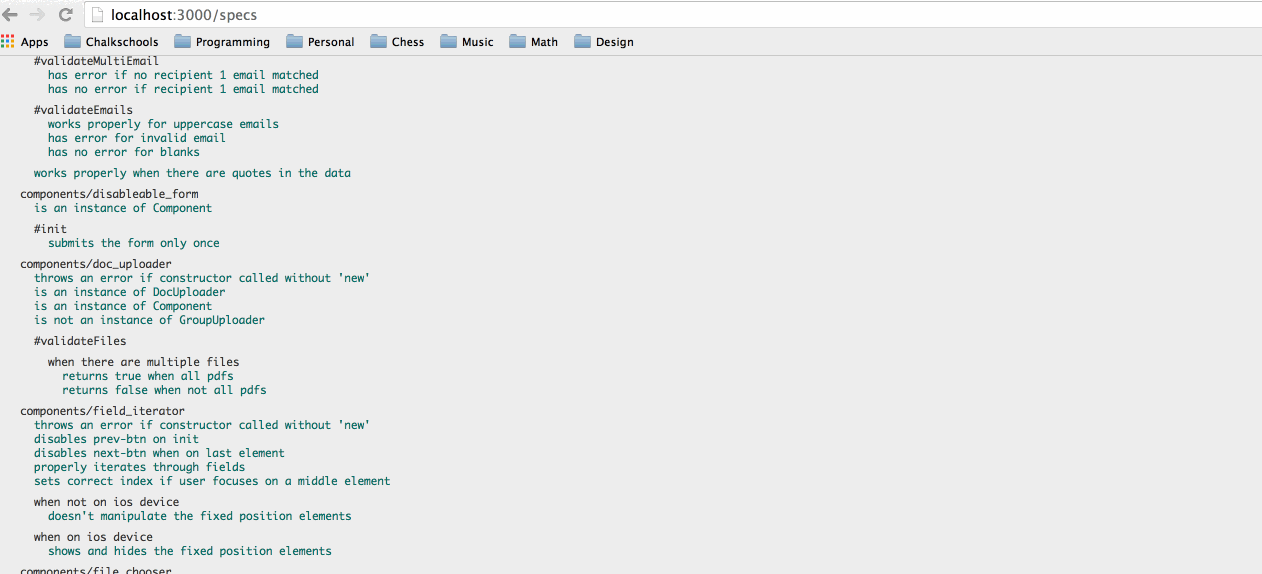 localhost:3000/specs
Apps Chalkschools Programming Personal Chess Music Math Design
#validateMultiEmail
has error if no recipient 1 email matched
has no error if recipient 1 email matched
#validateEmails
works properly for uppercase emails
has error for invalid email
has no error for blanks
works properly when there are quotes in the data
components/disableable_form
is an instance of Component
#init
submits the form only once
components/doc_uploader
throws an error if constructor called without 'new'
is an instance of DocUploader
is an instance of Component
is not an instance of GroupUploader
#validateFiles
when there are multiple files
returns true when all pdfs
returns false when not all pdfs
components/field_iterator
throws an error if constructor called without 'new'
disables prev-btn on init
disables next-btn when on last element
properly iterates through fields
sets correct index if user focuses on a middle element
when not on ios device
doesn't manipulate the fixed position elements
when on ios device
shows and hides the fixed position elements
components/file_chooser